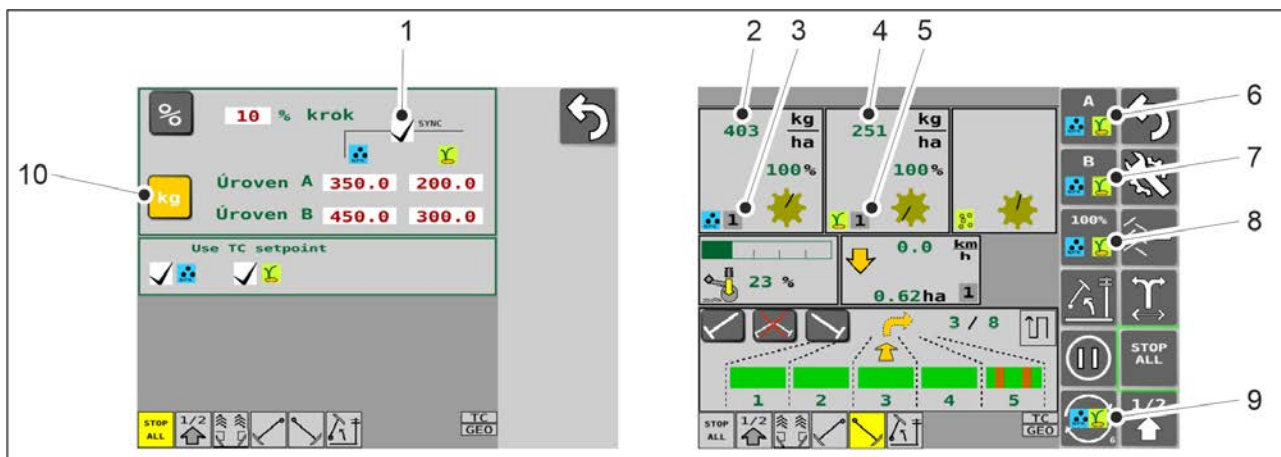 1
2
3
4
5
6
7
8
9
10
%
10 % krok
SYNC
kg
Úroven A 350.0 200.0
Úroven B 450.0 300.0
Use TC setpoint
STOP ALL
1/2
TC
GEO
403 kg/ha
100%
1
251 kg/ha
100%
1
23 %
0.0 km/h
0.62ha 1
3 / 8
1 2 3 4 5
STOP ALL
1/2
TC
GEO
A
B
100%
STOP ALL
1/2
6